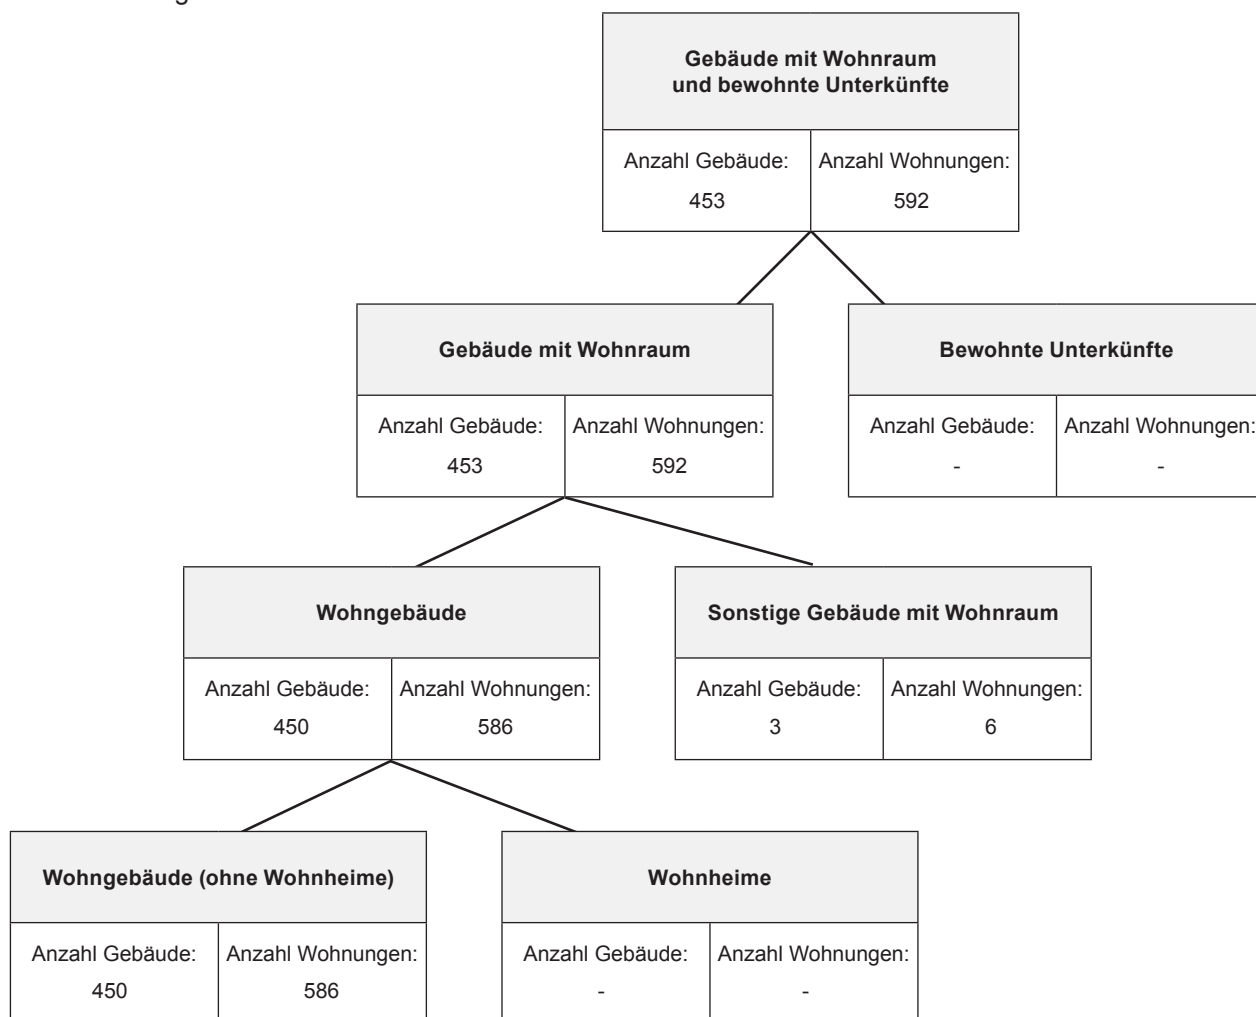 Gebäude mit Wohnraum
und bewohnte Unterkünfte
Anzahl Gebäude:
453
Anzahl Wohnungen:
592
Gebäude mit Wohnraum
Anzahl Gebäude:
453
Anzahl Wohnungen:
592
Bewohnte Unterkünfte
Anzahl Gebäude:
-
Anzahl Wohnungen:
-
Wohngebäude
Anzahl Gebäude:
450
Anzahl Wohnungen:
586
Sonstige Gebäude mit Wohnraum
Anzahl Gebäude:
3
Anzahl Wohnungen:
6
Wohngebäude (ohne Wohnheime)
Anzahl Gebäude:
450
Anzahl Wohnungen:
586
Wohnheime
Anzahl Gebäude:
-
Anzahl Wohnungen:
-